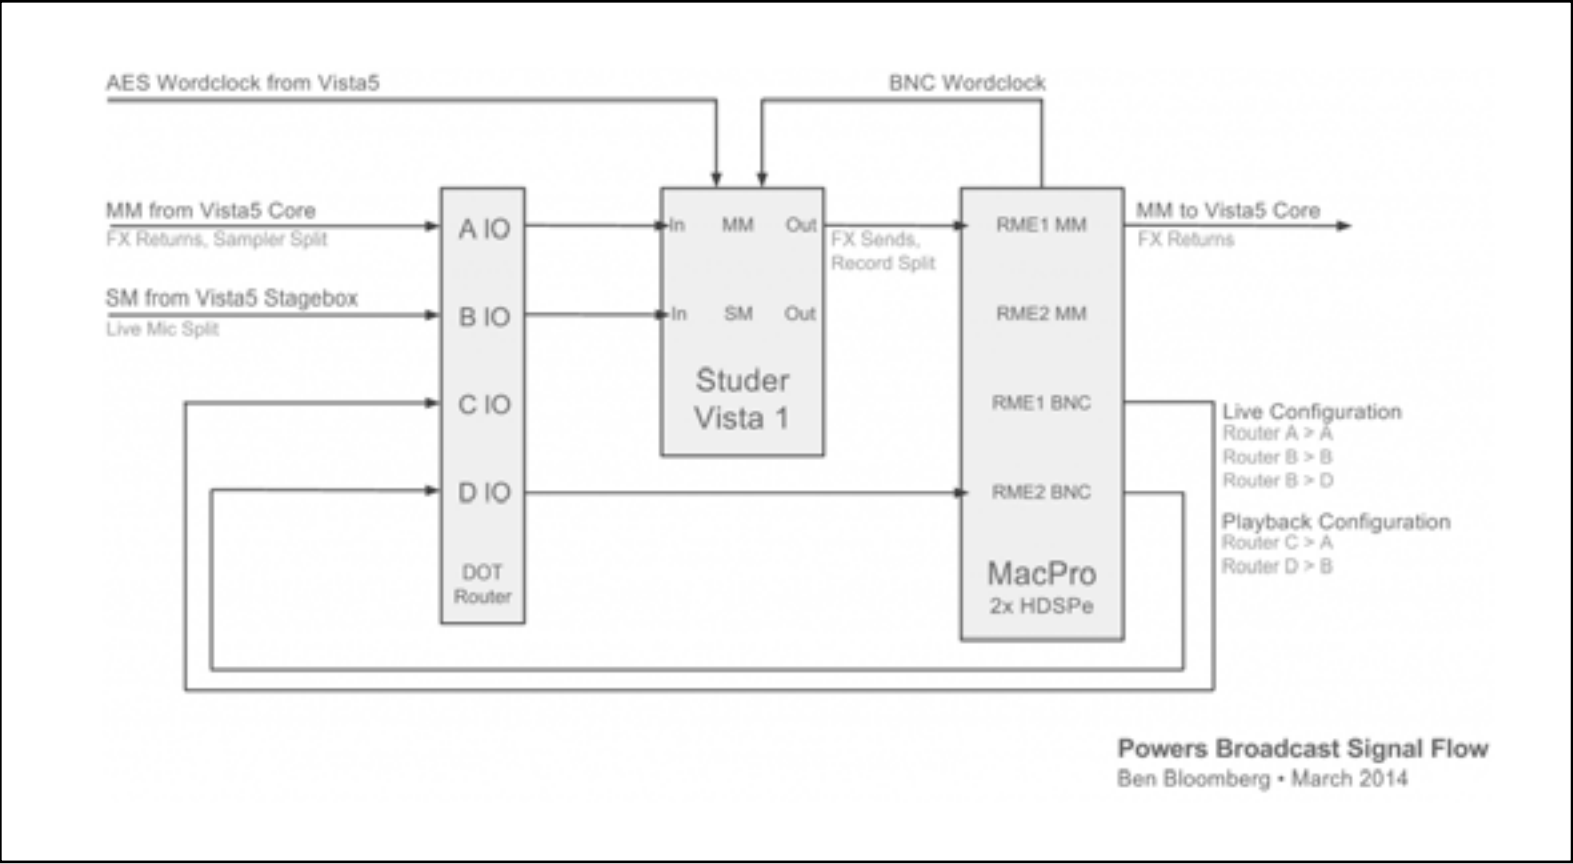 AES Wordclock from Vista5
BNC Wordclock
MM from Vista5 Core
FX Returns, Sampler Split
SM from Vista5 Stagebox
Live Mic Split
A IO
B IO
C IO
D IO
DOT
Router
In MM Out
In SM Out
Studer
Vista 1
FX Sends,
Record Split
RME1 MM
RME2 MM
RME1 BNC
RME2 BNC
MacPro
2x HDSPe
MM to Vista5 Core
FX Returns
Live Configuration
Router A > A
Router B > B
Router B > D
Playback Configuration
Router C > A
Router D > B
Powers Broadcast Signal Flow
Ben Bloomberg • March 2014